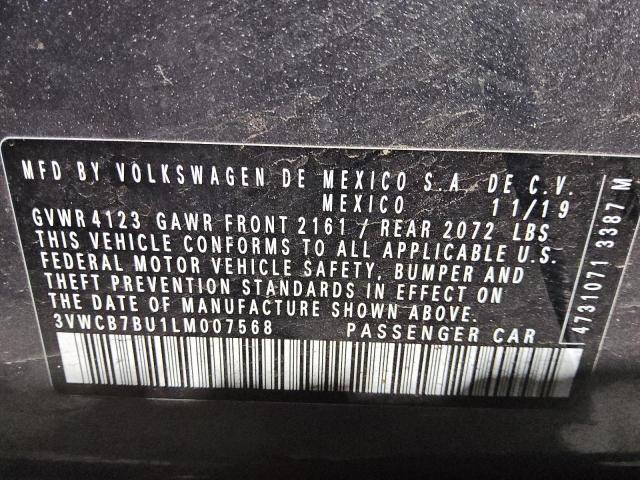 MFD BY VOLKSWAGEN DE MEXICO S.A. DE C.V.
MEXICO 11/19
GVWR 4123 GAWR FRONT 2161 / REAR 2072 LBS
THIS VEHICLE CONFORMS TO ALL APPLICABLE U.S.
FEDERAL MOTOR VEHICLE SAFETY, BUMPER AND
THEFT PREVENTION STANDARDS IN EFFECT ON
THE DATE OF MANUFACTURE SHOWN ABOVE.
3VWCB7BU1LM007568 PASSENGER CAR
4731071 3387 M